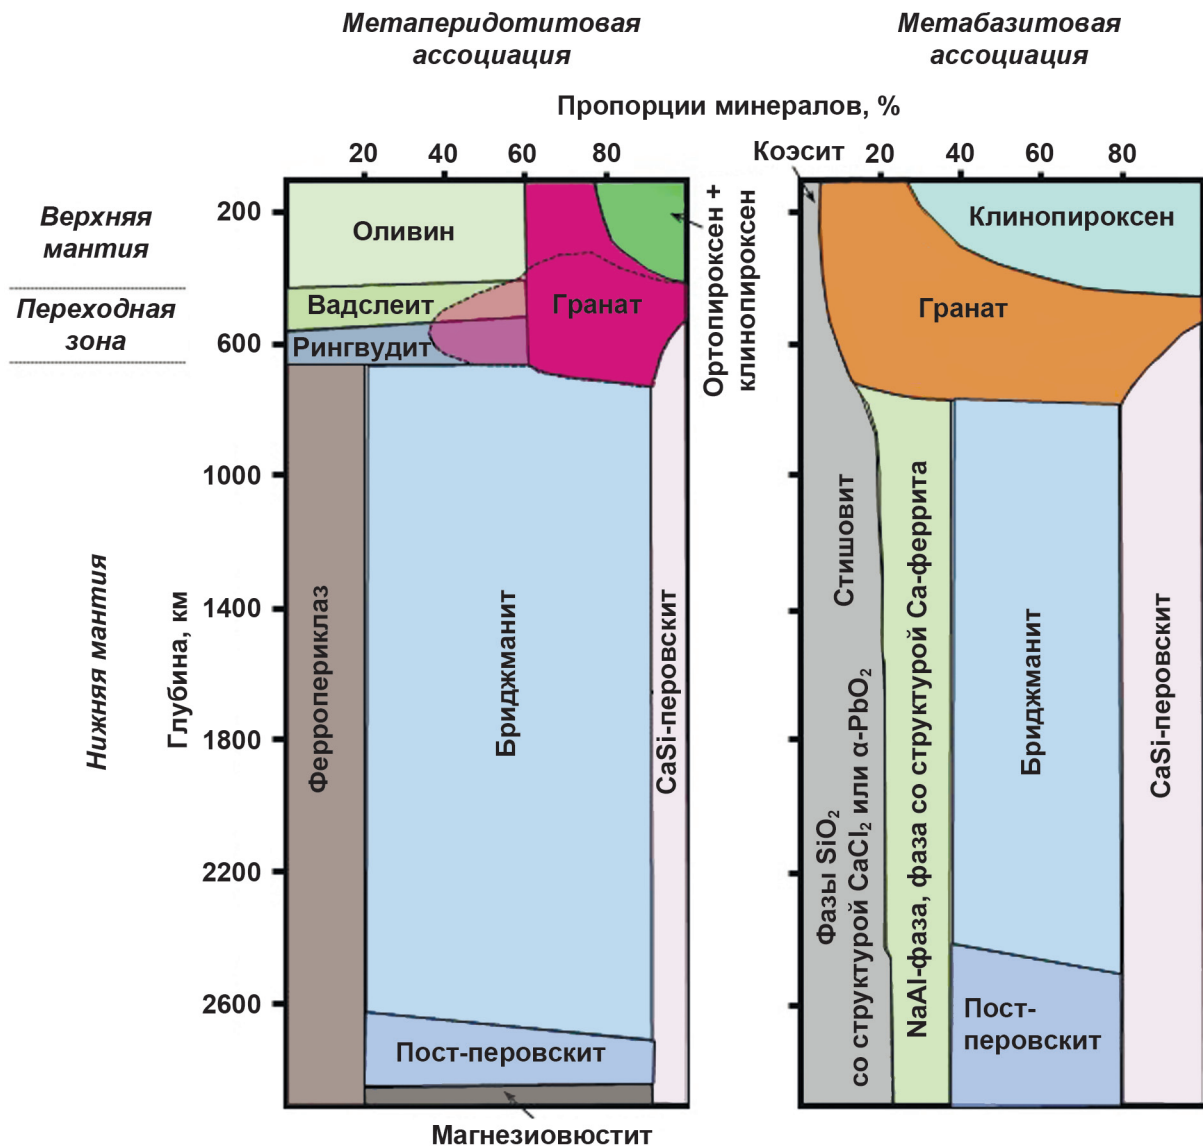 Метаперидотитовая
ассоциация
Метабазитовая
ассоциация
Пропорции минералов, %
20
40
60
80
Коэсит
20
40
60
80
Верхняя
мантия
Переходная
зона
Нижняя мантия
Глубина, км
200
600
1000
1400
1800
2200
2600
Оливин
Вадслеит
Рингвудит
Гранат
Ортопироксен +
клинопироксен
Ферропериклаз
Бриджманит
CaSi-перовскит
Пост-перовскит
Магнезиовюстит
Клинопироксен
Гранат
Стишовит
Фазы SiO₂
со структурой CaCl₂ или α-PbO₂
NaAl-фаза, фаза со структурой Ca-феррита
Бриджманит
CaSi-перовскит
Пост-
перовскит